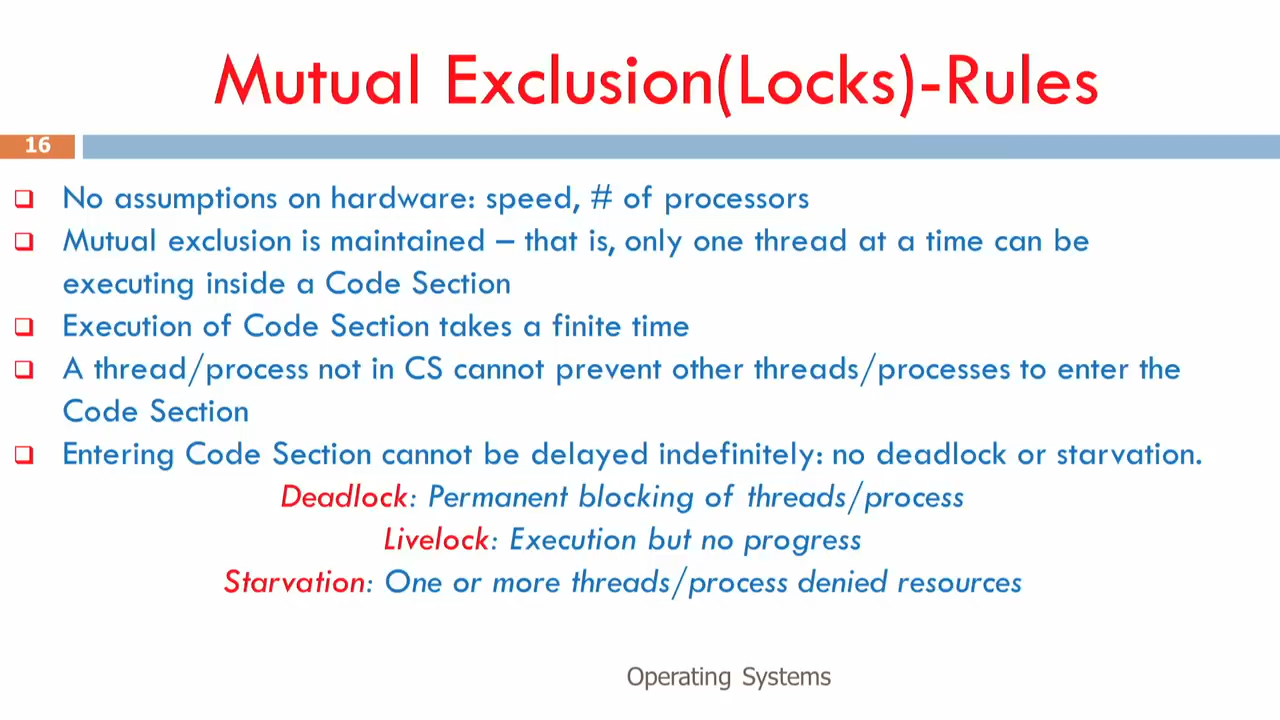 Mutual Exclusion(Locks)-Rules
16
No assumptions on hardware: speed, # of processors
Mutual exclusion is maintained – that is, only one thread at a time can be
executing inside a Code Section
Execution of Code Section takes a finite time
A thread/process not in CS cannot prevent other threads/processes to enter the
Code Section
Entering Code Section cannot be delayed indefinitely: no deadlock or starvation.
Deadlock: Permanent blocking of threads/process
Livelock: Execution but no progress
Starvation: One or more threads/process denied resources
Operating Systems